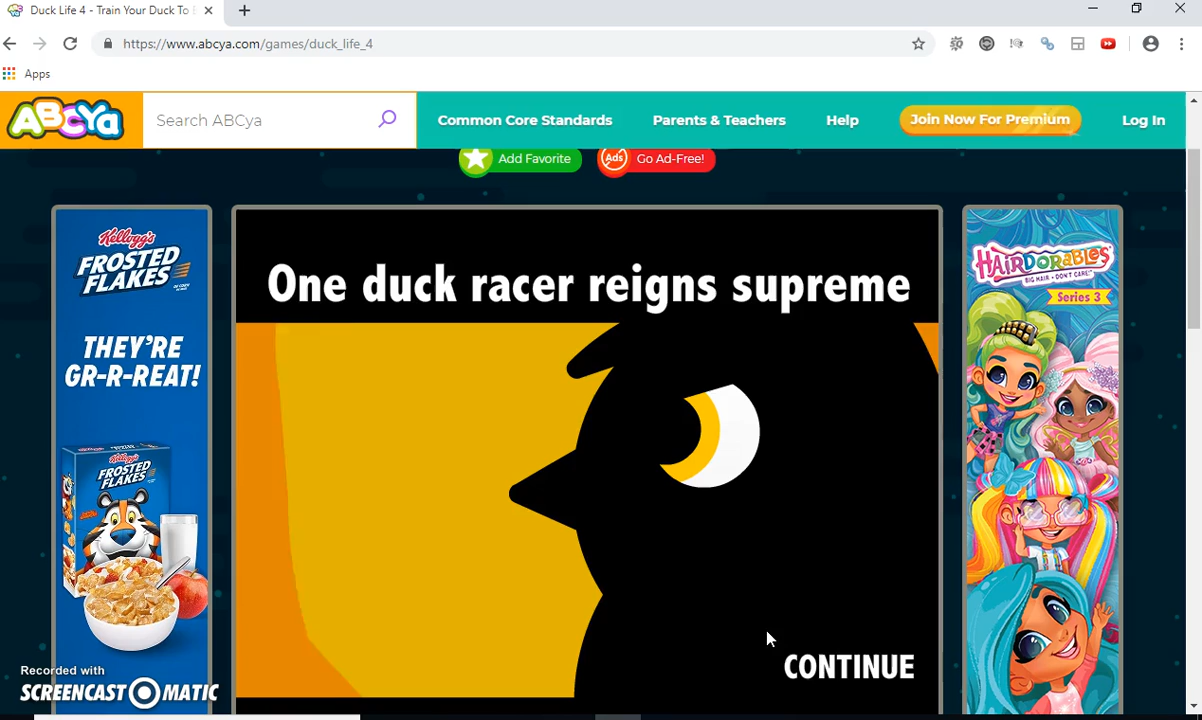 Duck Life 4 - Train Your Duck To
https://www.abcya.com/games/duck_life_4
Apps
ABCYa
Search ABCya
Common Core Standards
Parents & Teachers
Help
Join Now For Premium
Log In
Add Favorite
Ads
Go Ad-Free!
Kellogg's
FROSTED
FLAKES
THEY'RE
GR-R-REAT!
Kellogg's
FROSTED
FLAKES
One duck racer reigns supreme
CONTINUE
HAIRDORABLES
BIG HAIR • DON'T CARE
Series 3
Recorded with
SCREENCAST MATIC